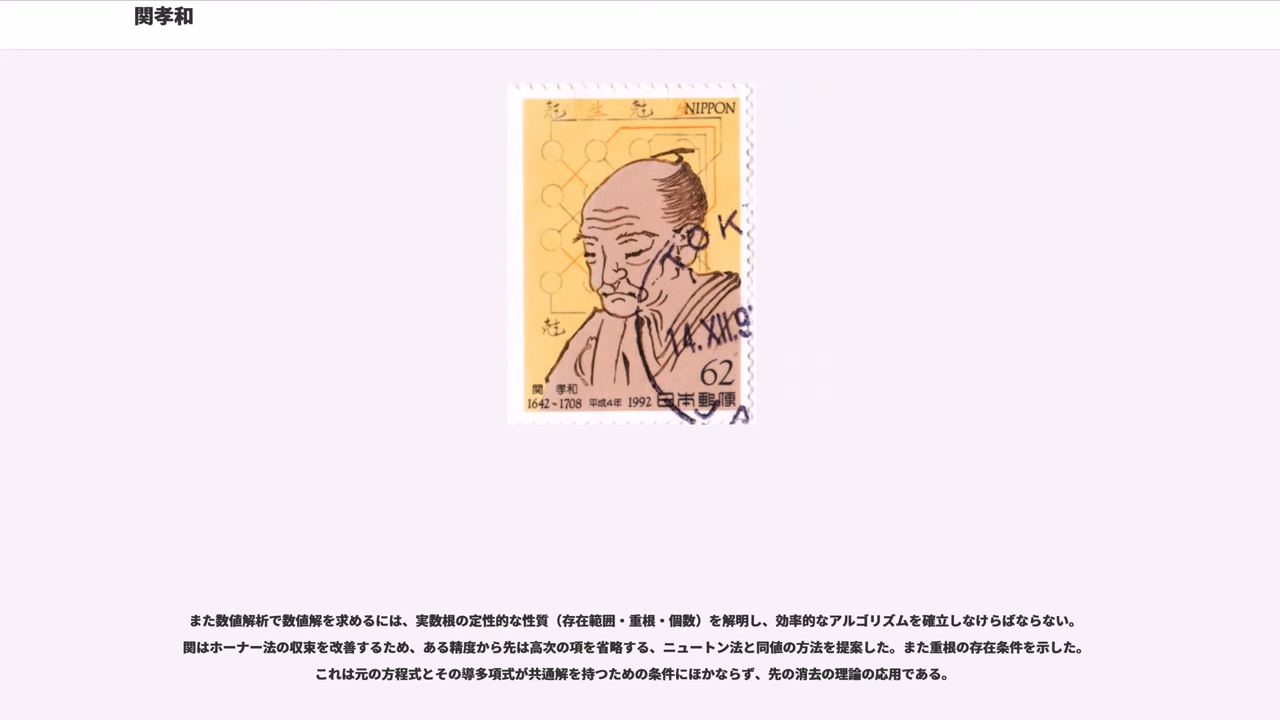 関孝和
NIPPON
関 孝和
1642~1708 平成4年 1992 日本郵便
62
TOK
14.XII.9
また数値解析で数値解を求めるには、実数根の定性的な性質（存在範囲・重根・個数）を解明し、効率的なアルゴリズムを確立しなけらばならない。
関はホーナー法の収束を改善するため、ある精度から先は高次の項を省略する、ニュートン法と同値の方法を提案した。また重根の存在条件を示した。
これは元の方程式とその導多項式が共通解を持つための条件にほかならず、先の消去の理論の応用である。